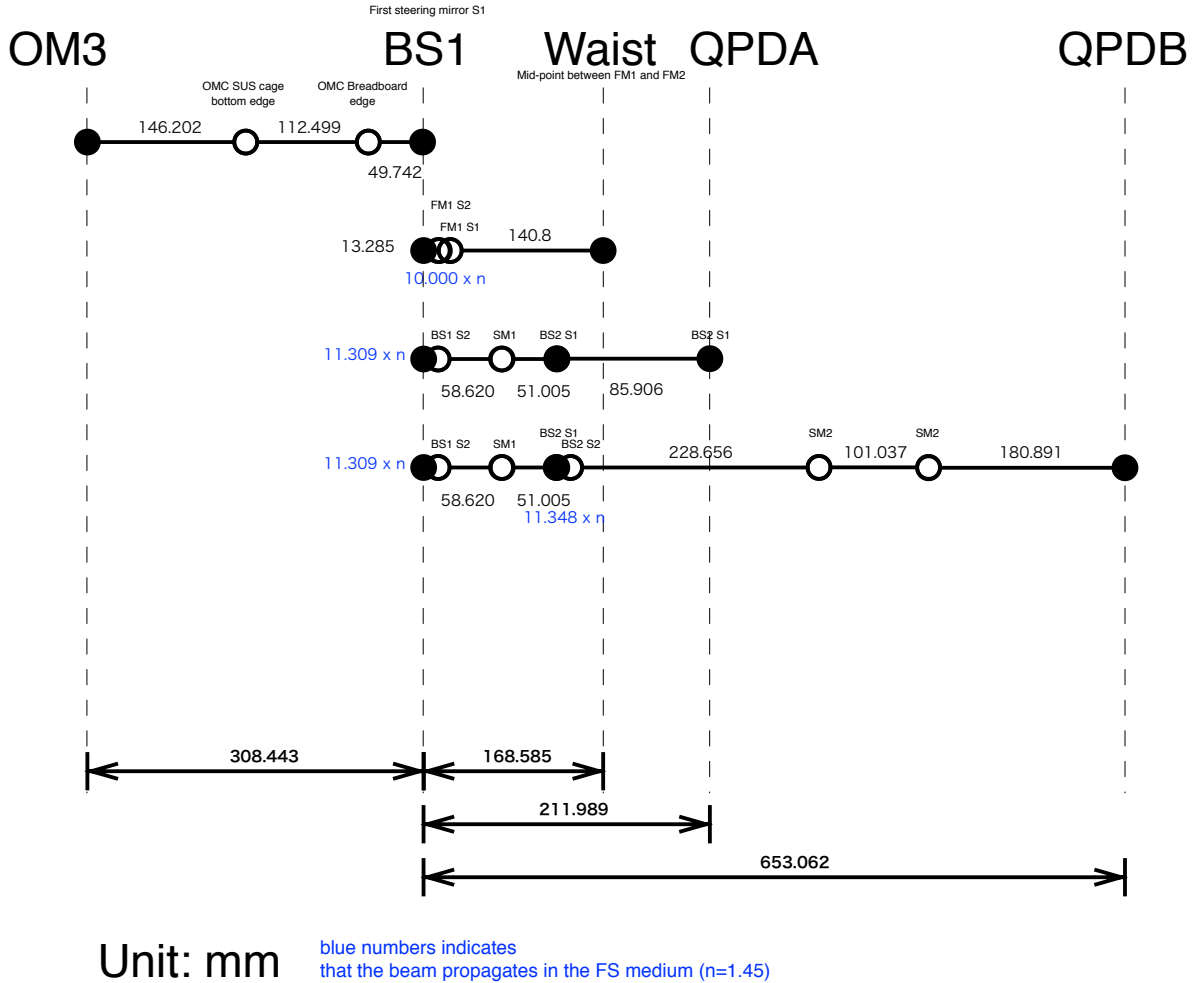 First steering mirror S1
OM3 BS1 Waist QPDA QPDB
Mid-point between FM1 and FM2
OMC SUS cage
bottom edge
OMC Breadboard
edge
146.202 112.499
49.742
FM1 S2
FM1 S1
13.285 140.8
10.000 x n
BS1 S2 SM1 BS2 S1 BS2 S1
11.309 x n
58.620 51.005 85.906
BS2 S1
BS1 S2 SM1 BS2 S2 SM2 SM2
11.309 x n 228.656 101.037 180.891
58.620 51.005
11.348 x n
308.443 168.585
211.989
653.062
Unit: mm
blue numbers indicates
that the beam propagates in the FS medium (n=1.45)